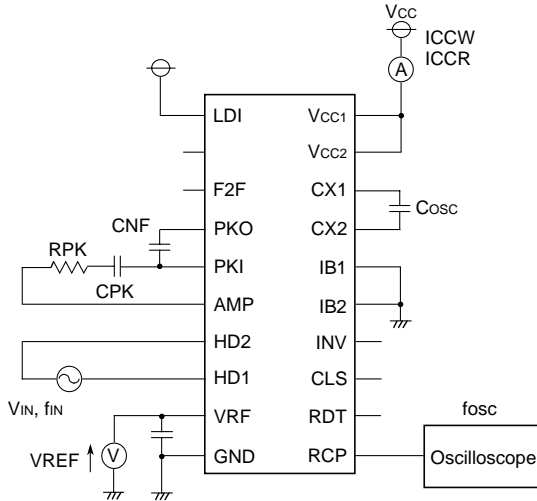 VCC
ICCW
ICCR
A
LDI
VCC1
VCC2
F2F
CX1
COSC
CNF
PKO
CX2
RPK
PKI
IB1
CPK
AMP
IB2
HD2
INV
HD1
CLS
VIN, fIN
VRF
RDT
fosc
VREF
V
GND
RCP
Oscilloscope